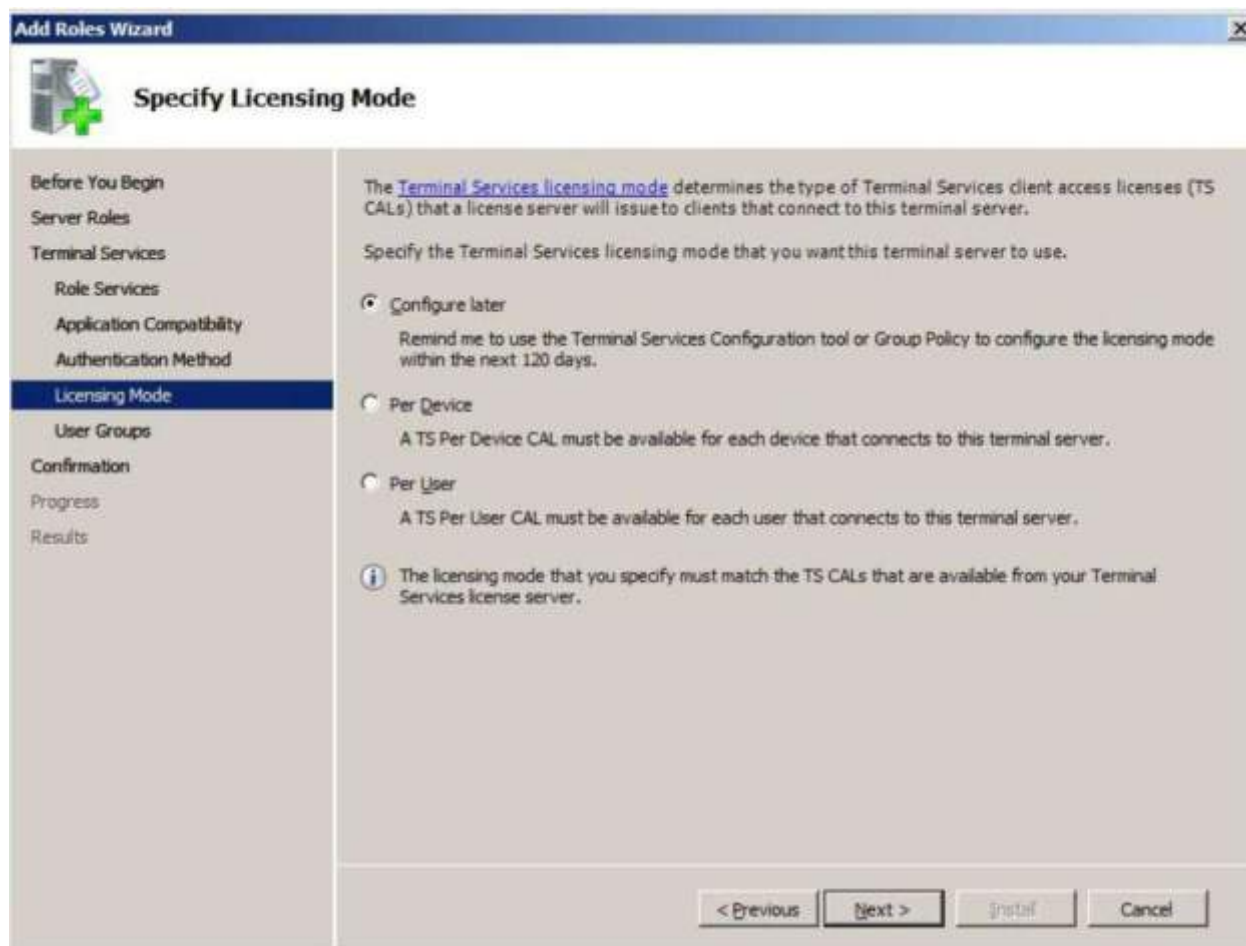 Add Roles Wizard
Specify Licensing Mode
Before You Begin
Server Roles
Terminal Services
Role Services
Application Compatibility
Authentication Method
Licensing Mode
User Groups
Confirmation
Progress
Results
The Terminal Services licensing mode determines the type of Terminal Services client access licenses (TS
CALs) that a license server will issue to clients that connect to this terminal server.
Specify the Terminal Services licensing mode that you want this terminal server to use.
Configure later
Remind me to use the Terminal Services Configuration tool or Group Policy to configure the licensing mode
within the next 120 days.
Per Device
A TS Per Device CAL must be available for each device that connects to this terminal server.
Per User
A TS Per User CAL must be available for each user that connects to this terminal server.
The licensing mode that you specify must match the TS CALs that are available from your Terminal
Services license server.
< Previous
Next >
Install
Cancel